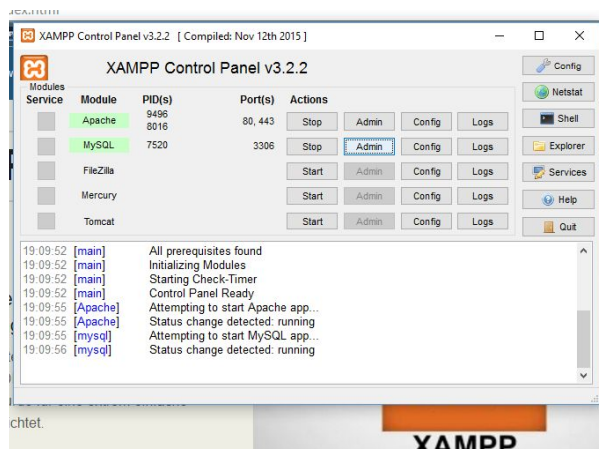 dex.html
XAMPP Control Panel v3.2.2 [ Compiled: Nov 12th 2015 ]
XAMPP Control Panel v3.2.2
Config
Modules
Service Module PID(s) Port(s) Actions
Netstat
Apache 9496 8016 80, 443 Stop Admin Config Logs
Shell
MySQL 7520 3306 Stop Admin Config Logs
Explorer
FileZilla Start Admin Config Logs
Services
Mercury Start Admin Config Logs
Help
Tomcat Start Admin Config Logs
Quit
19:09:52 [main] All prerequisites found
19:09:52 [main] Initializing Modules
19:09:52 [main] Starting Check-Timer
19:09:52 [main] Control Panel Ready
19:09:55 [Apache] Attempting to start Apache app...
19:09:55 [Apache] Status change detected: running
19:09:55 [mysql] Attempting to start MySQL app...
19:09:56 [mysql] Status change detected: running
chtet.
XAMPP